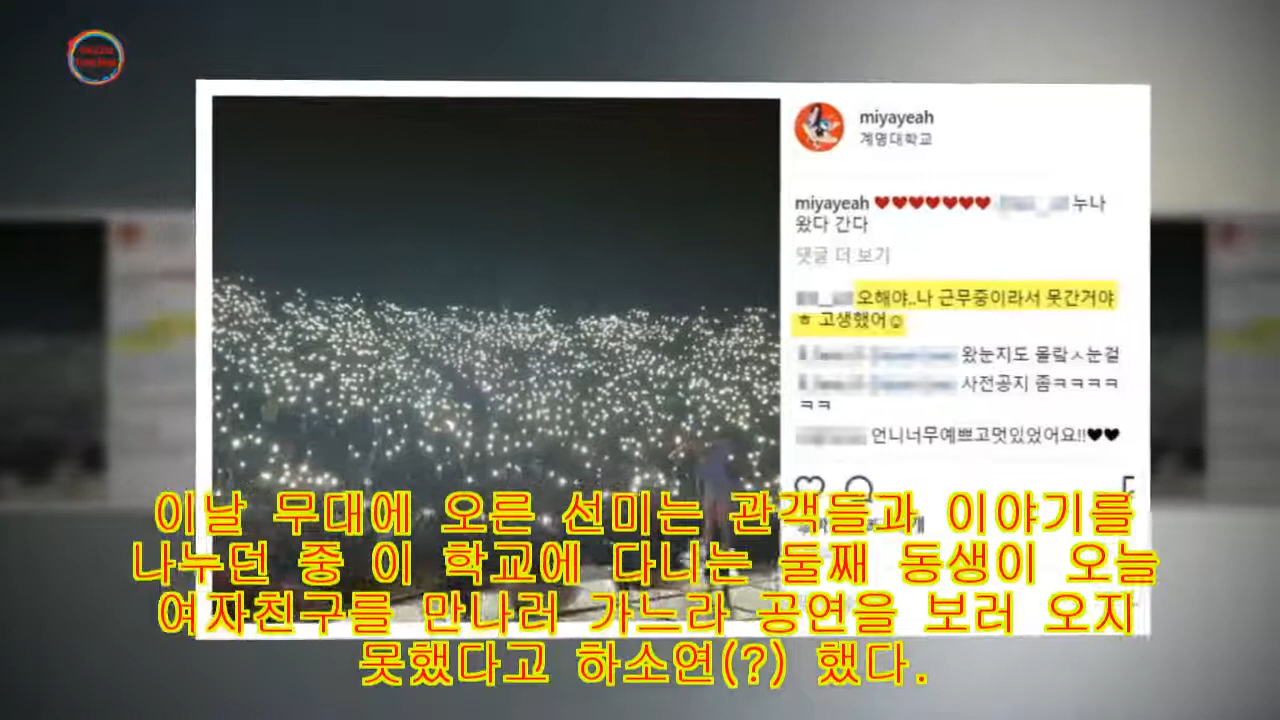 miyayeah
계명대학교
miyayeah ♥♥♥♥♥♥♥ 누나
왔다 간다
댓글 더 보기
오해야..나 근무중이라서 못간거야
ㅎ 고생했어☺
왔눈지도 몰랔ㅅ눈걸
사전공지 좀ㅋㅋㅋㅋ
ㅋㅋ
언니너무예쁘고멋있었어요!!♥♥
이날 무대에 오른 선미는 관객들과 이야기를
나누던 중 이 학교에 다니는 둘째 동생이 오늘
여자친구를 만나러 가느라 공연을 보러 오지
못했다고 하소연(?) 했다.